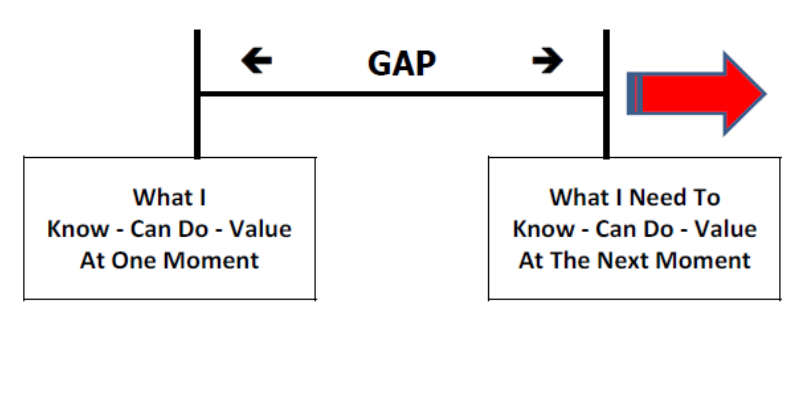 ← GAP →
What I
Know - Can Do - Value
At One Moment
What I Need To
Know - Can Do - Value
At The Next Moment